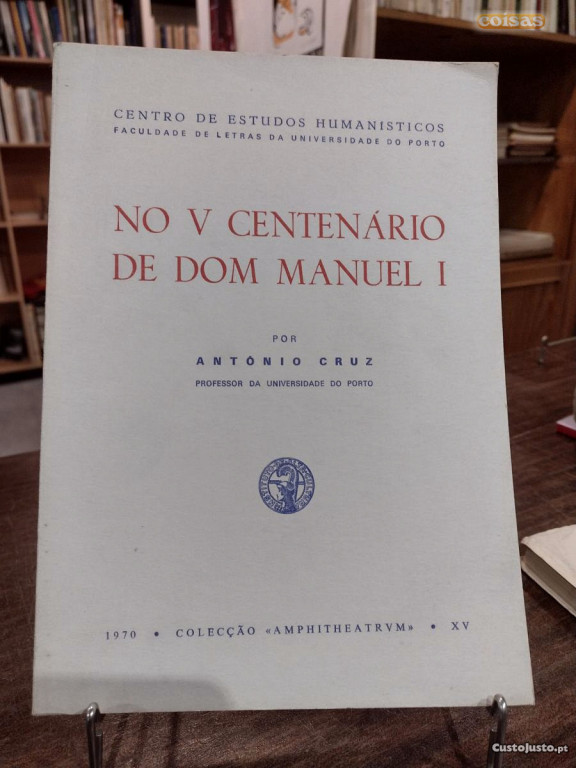 coisas
CENTRO DE ESTUDOS HUMANISTICOS
FACULDADE DE LETRAS DA UNIVERSIDADE DO PORTO
NO V CENTENÁRIO
DE DOM MANUEL I
POR
ANTÓNIO CRUZ
PROFESSOR DA UNIVERSIDADE DO PORTO
1970 • COLECÇÃO «AMPHITHEATRVM» • XV
CustoJusto.pt